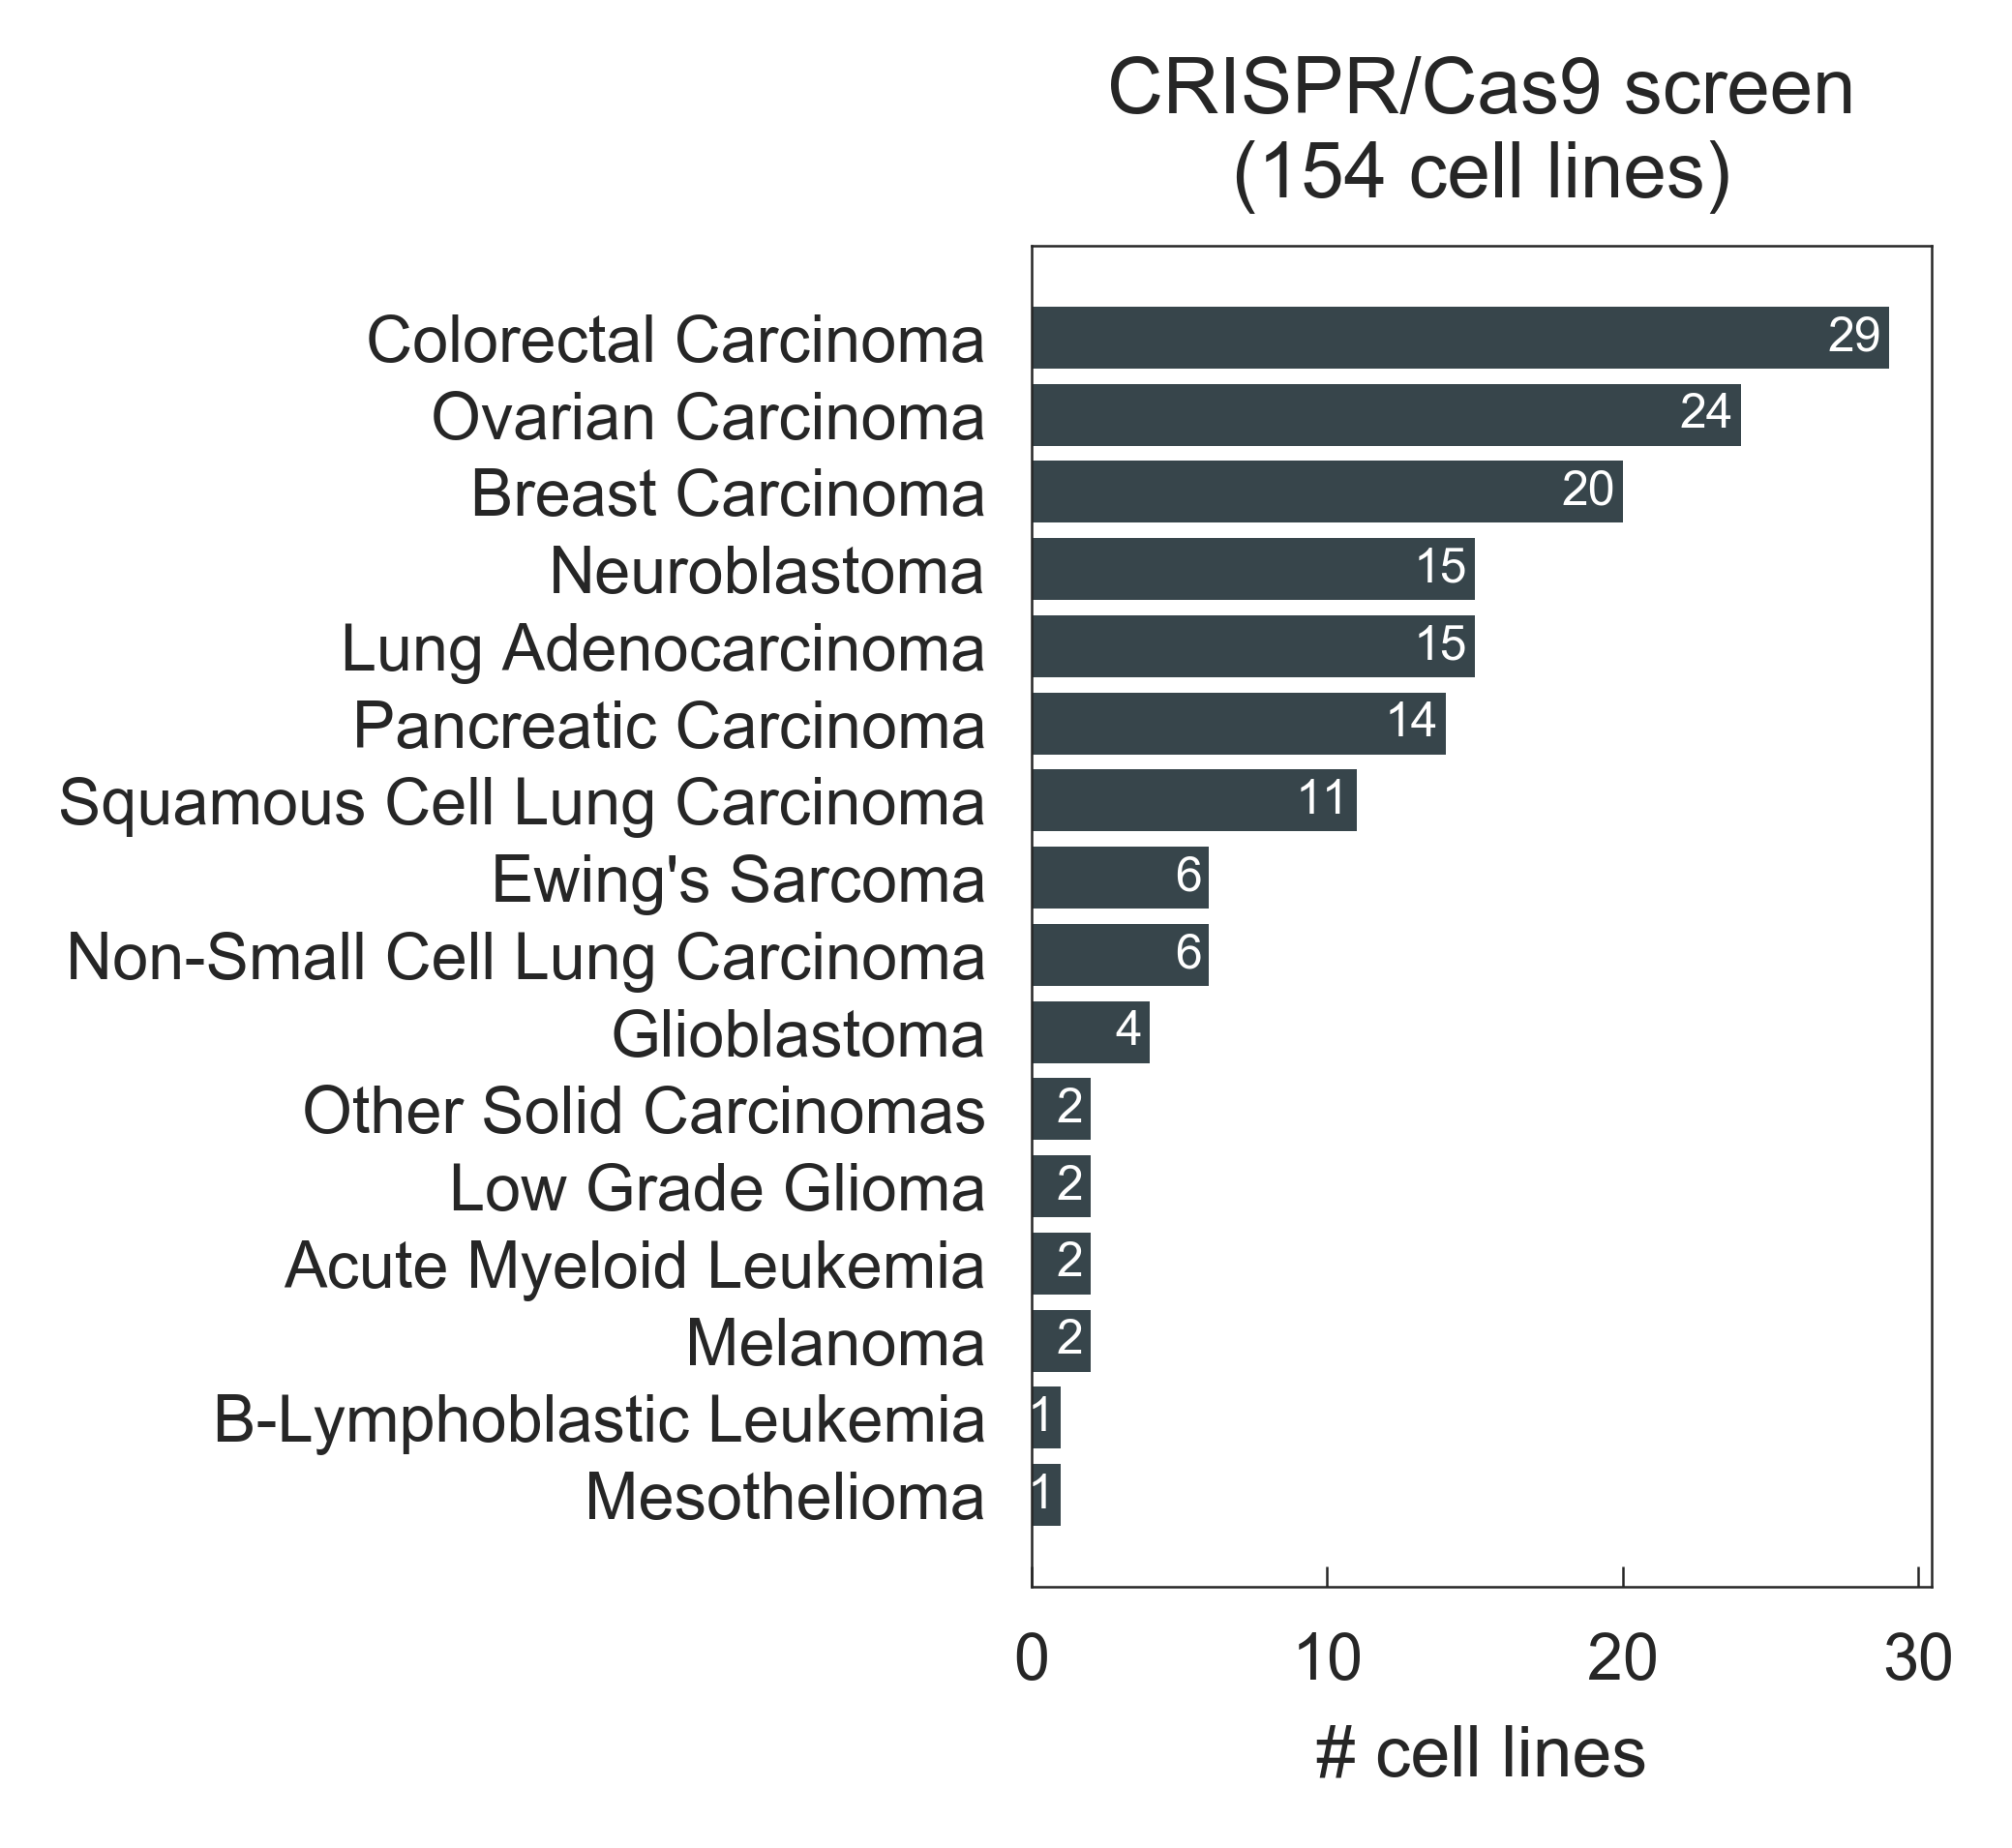 CRISPR/Cas9 screen
(154 cell lines)
Colorectal Carcinoma 29
Ovarian Carcinoma 24
Breast Carcinoma 20
Neuroblastoma 15
Lung Adenocarcinoma 15
Pancreatic Carcinoma 14
Squamous Cell Lung Carcinoma 11
Ewing's Sarcoma 6
Non-Small Cell Lung Carcinoma 6
Glioblastoma 4
Other Solid Carcinomas 2
Low Grade Glioma 2
Acute Myeloid Leukemia 2
Melanoma 2
B-Lymphoblastic Leukemia 1
Mesothelioma 1
0 10 20 30
# cell lines